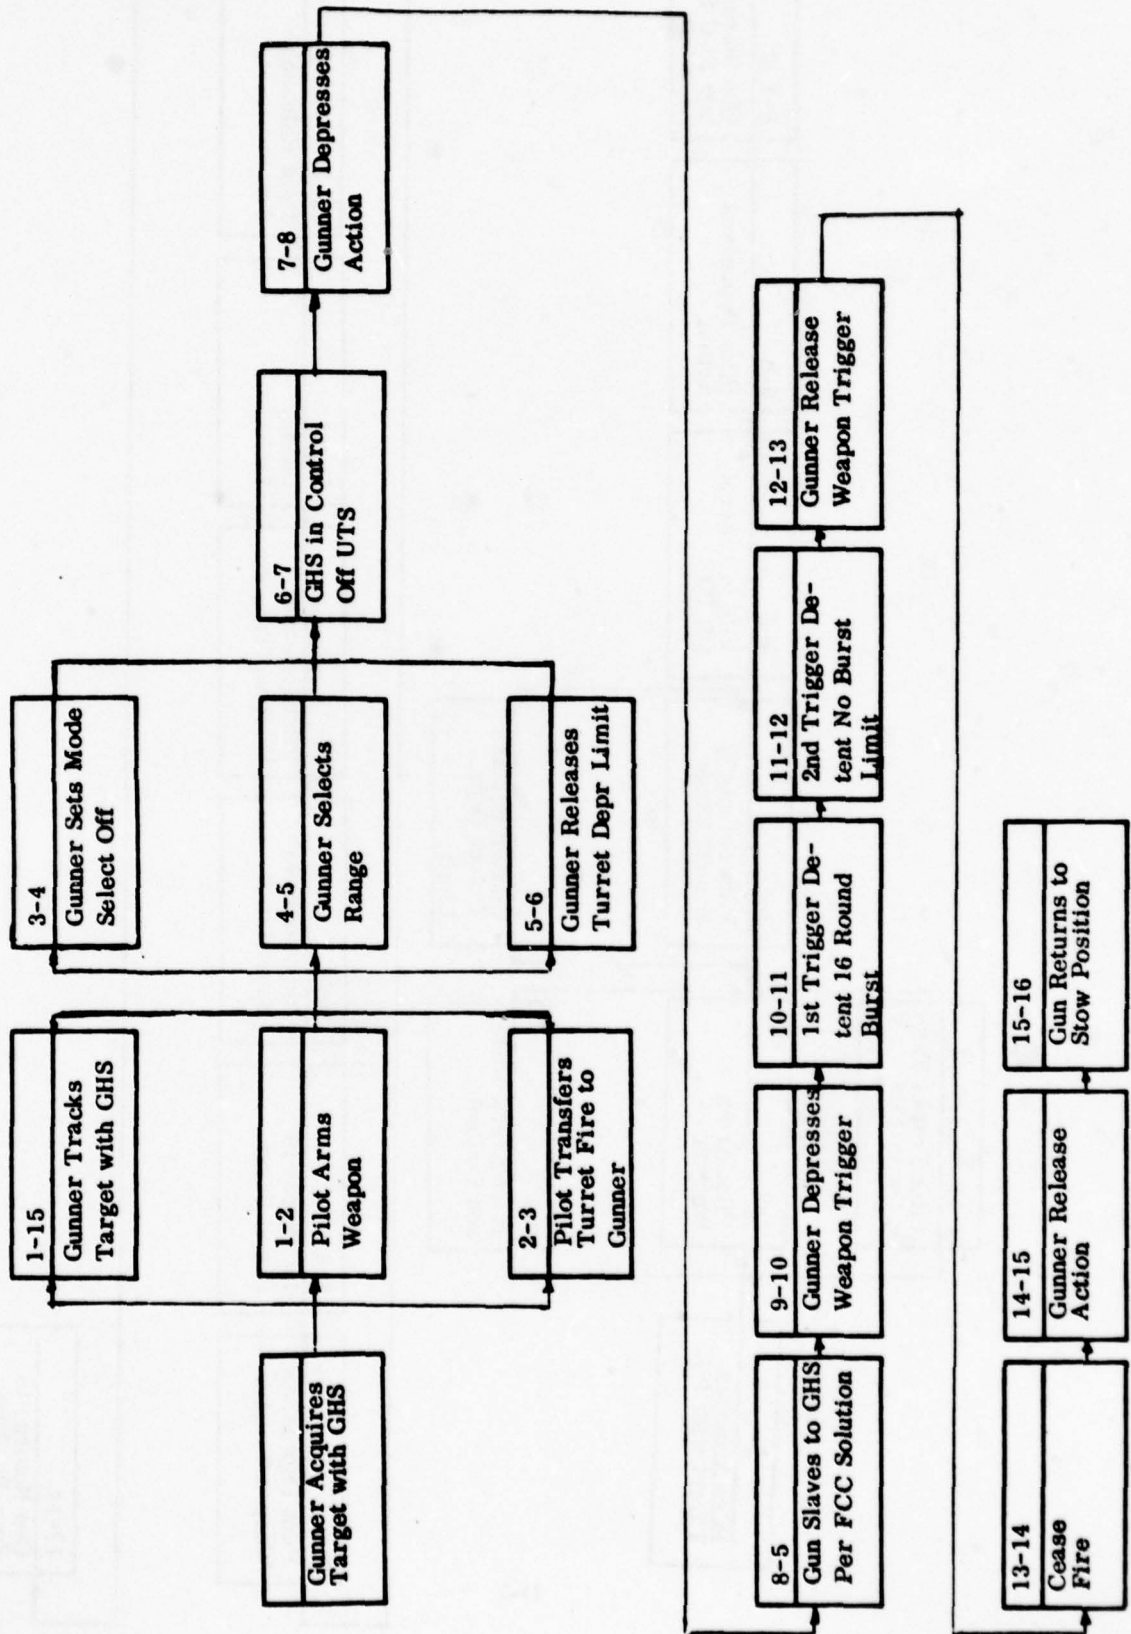 Gunner Acquires
Target with GHS
1-15
Gunner Tracks
Target with GHS
1-2
Pilot Arms
Weapon
2-3
Pilot Transfers
Turret Fire to
Gunner
3-4
Gunner Sets Mode
Select Off
4-5
Gunner Selects
Range
5-6
Gunner Releases
Turret Depr Limit
6-7
GHS in Control
Off UTS
7-8
Gunner Depresses
Action
8-5
Gun Slaves to GHS
Per FCC Solution
9-10
Gunner Depresses
Weapon Trigger
10-11
1st Trigger De-
tent 16 Round
Burst
11-12
2nd Trigger De-
tent No Burst
Limit
12-13
Gunner Release
Weapon Trigger
13-14
Cease
Fire
14-15
Gunner Release
Action
15-16
Gun Returns to
Stow Position